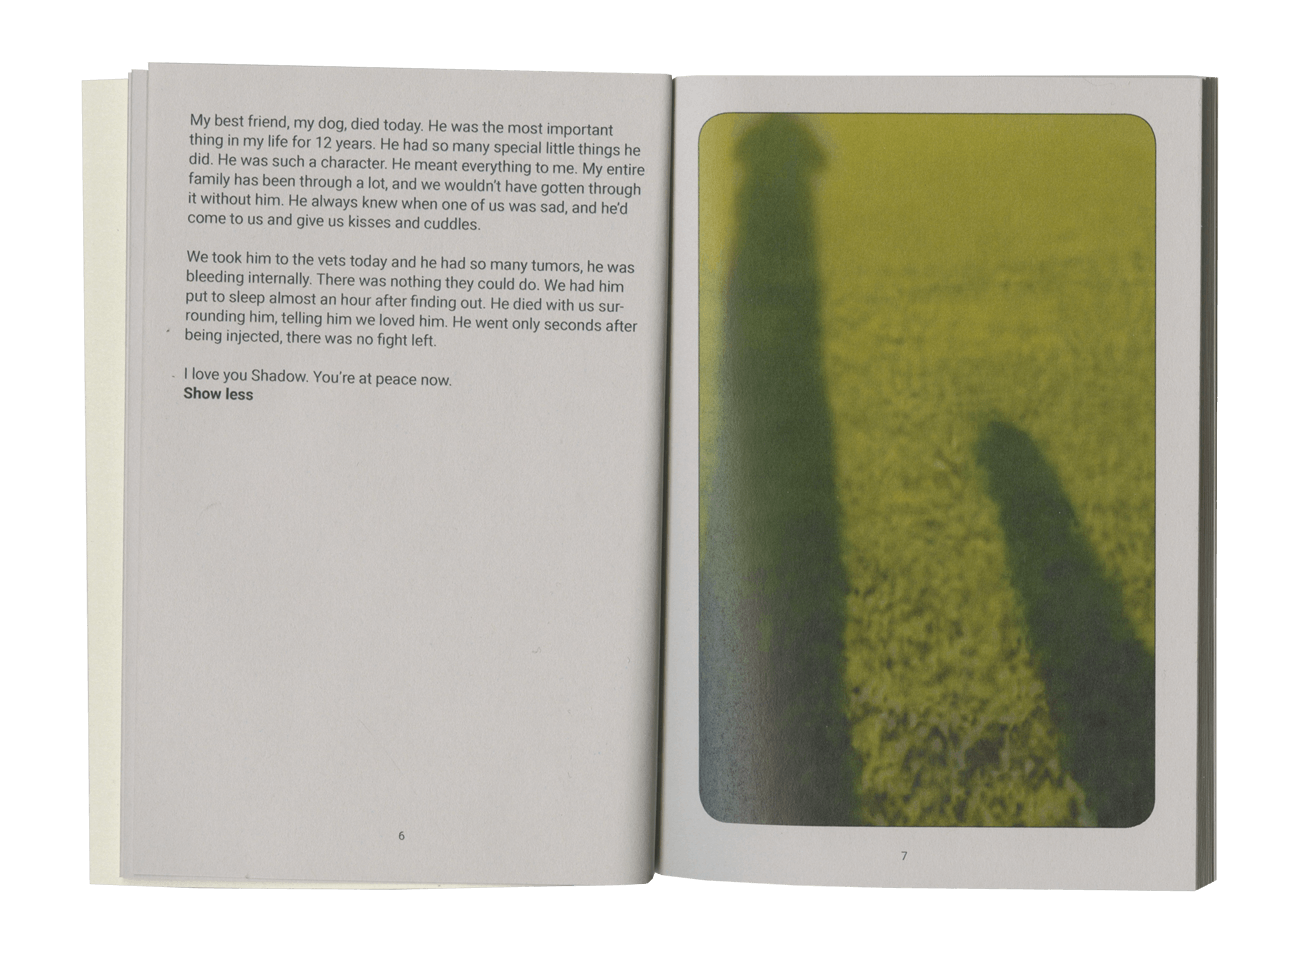 My best friend, my dog, died today. He was the most important
thing in my life for 12 years. He had so many special little things he
did. He was such a character. He meant everything to me. My entire
family has been through a lot, and we wouldn't have gotten through
it without him. He always knew when one of us was sad, and he'd
come to us and give us kisses and cuddles.
We took him to the vets today and he had so many tumors, he was
bleeding internally. There was nothing they could do. We had him
put to sleep almost an hour after finding out. He died with us sur-
rounding him, telling him we loved him. He went only seconds after
being injected, there was no fight left.
I love you Shadow. You're at peace now.
Show less
6
7